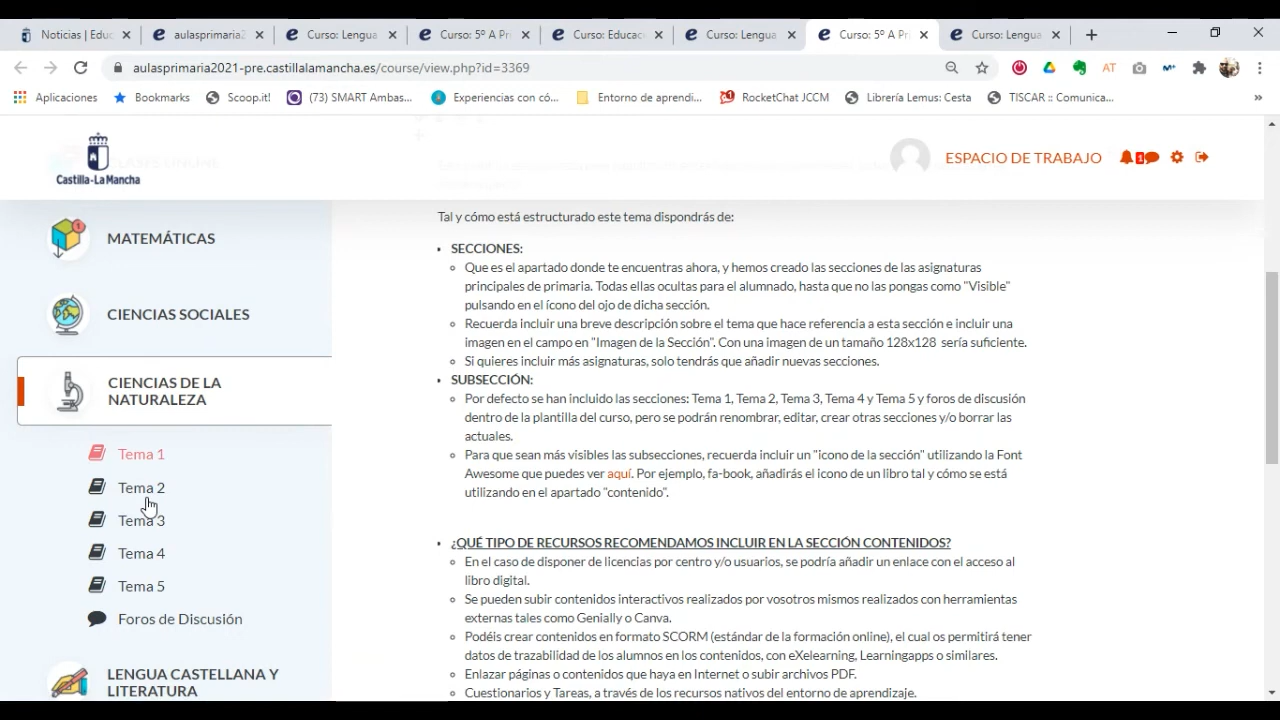 Noticias | Educ
aulasprimaria2
Curso: Lengua
Curso: 5º A Pri
Curso: Educac
Curso: Lengua
Curso: 5º A Pri
Curso: Lengua
aulasprimaria2021-pre.castillalamancha.es/course/view.php?id=3369
Aplicaciones
Bookmarks
Scoop.it!
(73) SMART Ambas...
Experiencias con có...
Entorno de aprendi...
RocketChat JCCM
Librería Lemus: Cesta
TISCAR :: Comunica...
Castilla-La Mancha
ESPACIO DE TRABAJO
MATEMÁTICAS
CIENCIAS SOCIALES
CIENCIAS DE LA
NATURALEZA
Tema 1
Tema 2
Tema 3
Tema 4
Tema 5
Foros de Discusión
LENGUA CASTELLANA Y
LITERATURA
Tal y cómo está estructurado este tema dispondrás de:
SECCIONES:
Que es el apartado donde te encuentras ahora, y hemos creado las secciones de las asignaturas
principales de primaria. Todas ellas ocultas para el alumnado, hasta que no las pongas como "Visible"
pulsando en el ícono del ojo de dicha sección.
Recuerda incluir una breve descripción sobre el tema que hace referencia a esta sección e incluir una
imagen en el campo en "Imagen de la Sección". Con una imagen de un tamaño 128x128 sería suficiente.
Si quieres incluir más asignaturas, solo tendrás que añadir nuevas secciones.
SUBSECCIÓN:
Por defecto se han incluido las secciones: Tema 1, Tema 2, Tema 3, Tema 4 y Tema 5 y foros de discusión
dentro de la plantilla del curso, pero se podrán renombrar, editar, crear otras secciones y/o borrar las
actuales.
Para que sean más visibles las subsecciones, recuerda incluir un "icono de la sección" utilizando la Font
Awesome que puedes ver aquí. Por ejemplo, fa-book, añadirás el icono de un libro tal y cómo se está
utilizando en el apartado "contenido".
¿QUÉ TIPO DE RECURSOS RECOMENDAMOS INCLUIR EN LA SECCIÓN CONTENIDOS?
En el caso de disponer de licencias por centro y/o usuarios, se podría añadir un enlace con el acceso al
libro digital.
Se pueden subir contenidos interactivos realizados por vosotros mismos realizados con herramientas
externas tales como Genially o Canva.
Podéis crear contenidos en formato SCORM (estándar de la formación online), el cual os permitirá tener
datos de trazabilidad de los alumnos en los contenidos, con eXelearning, Learningapps o similares.
Enlazar páginas o contenidos que haya en Internet o subir archivos PDF.
Cuestionarios y Tareas, a través de los recursos nativos del entorno de aprendizaje.